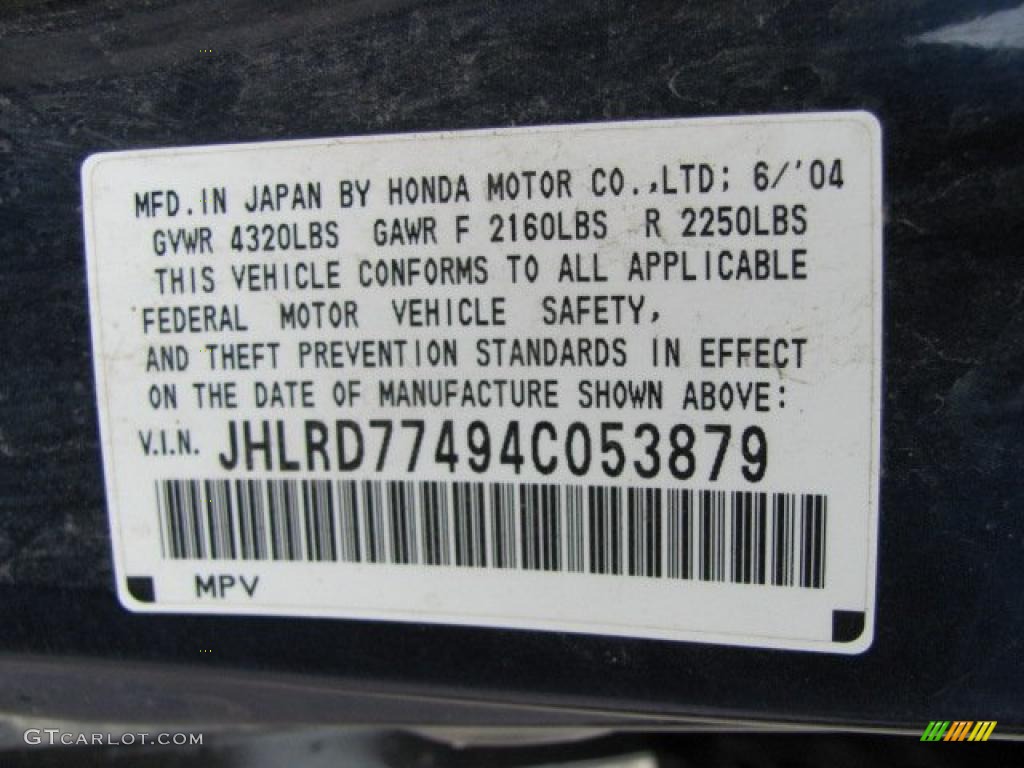 MFD.IN JAPAN BY HONDA MOTOR CO.,LTD; 6/'04
GVWR 4320LBS GAWR F 2160LBS R 2250LBS
THIS VEHICLE CONFORMS TO ALL APPLICABLE
FEDERAL MOTOR VEHICLE SAFETY,
AND THEFT PREVENTION STANDARDS IN EFFECT
ON THE DATE OF MANUFACTURE SHOWN ABOVE:
V.I.N. JHLRD77494C053879
MPV
GTCARLOT.COM